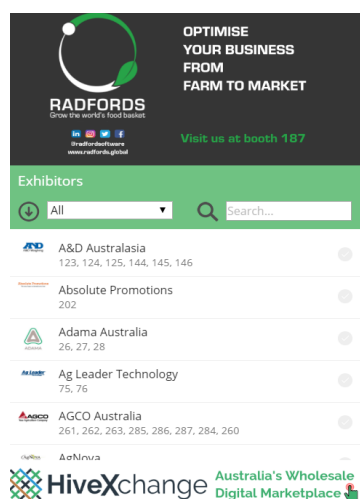 OPTIMISE
YOUR BUSINESS
FROM
FARM TO MARKET
RADFORDS
Grow the world's food basket
@radfordsoftware
www.radfords.global
Visit us at booth 187
Exhibitors
All
Search...
A&D Australasia
123, 124, 125, 144, 145, 146
Absolute Promotions
202
Adama Australia
26, 27, 28
Ag Leader Technology
75, 76
AGCO Australia
261, 262, 263, 285, 286, 287, 284, 260
AgNova
HiveXchange
Australia's Wholesale
Digital Marketplace